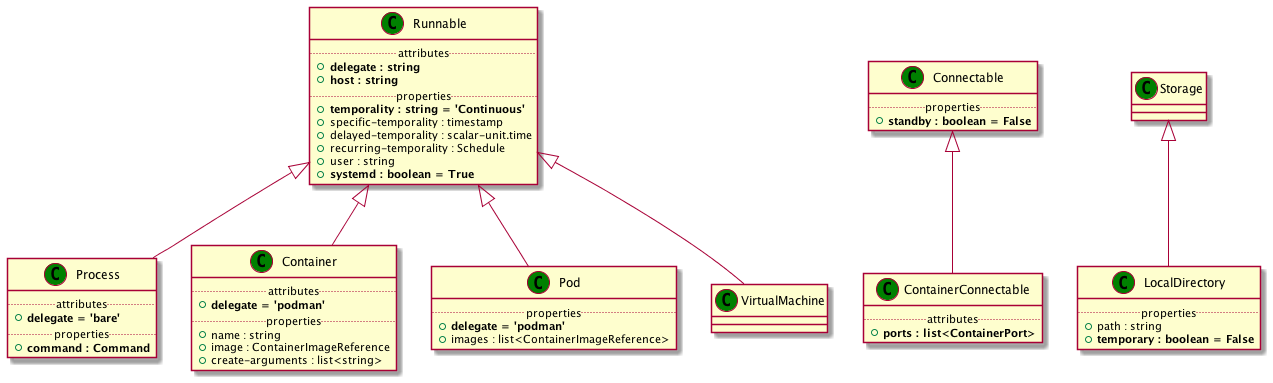 C Runnable
attributes
delegate : string
host : string
properties
temporality : string = 'Continuous'
specific-temporality : timestamp
delayed-temporality : scalar-unit.time
recurring-temporality : Schedule
user : string
systemd : boolean = True
C Connectable
properties
standby : boolean = False
C Storage
C Process
attributes
delegate = 'bare'
properties
command : Command
C Container
attributes
delegate = 'podman'
properties
name : string
image : ContainerImageReference
create-arguments : list<string>
C Pod
properties
delegate = 'podman'
images : list<ContainerImageReference>
C VirtualMachine
C ContainerConnectable
attributes
ports : list<ContainerPort>
C LocalDirectory
properties
path : string
temporary : boolean = False